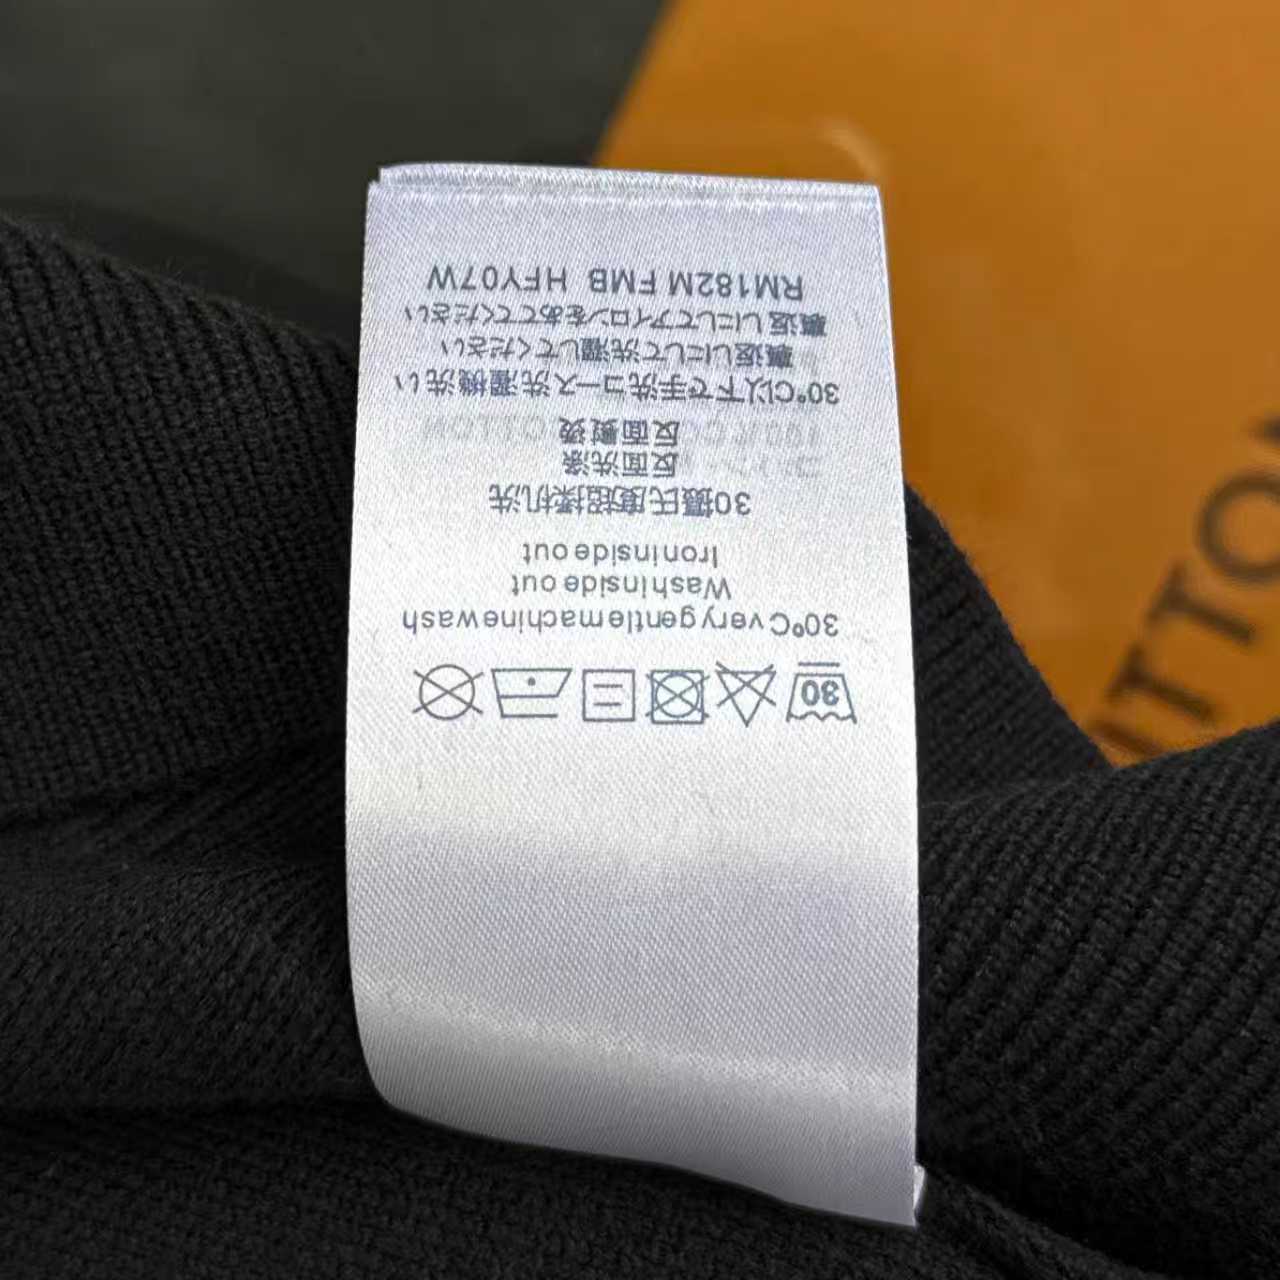 30
30ºC very gentle machine wash
Wash inside out
Iron inside out
30摄氏度超揉机洗
反面洗涤
反面熨烫
30°C以下で手洗コース洗濯機洗い
裏返しにして洗濯してください
裏返しにしてアイロンをあててください
RM182M FMB HFY07W
ITTON